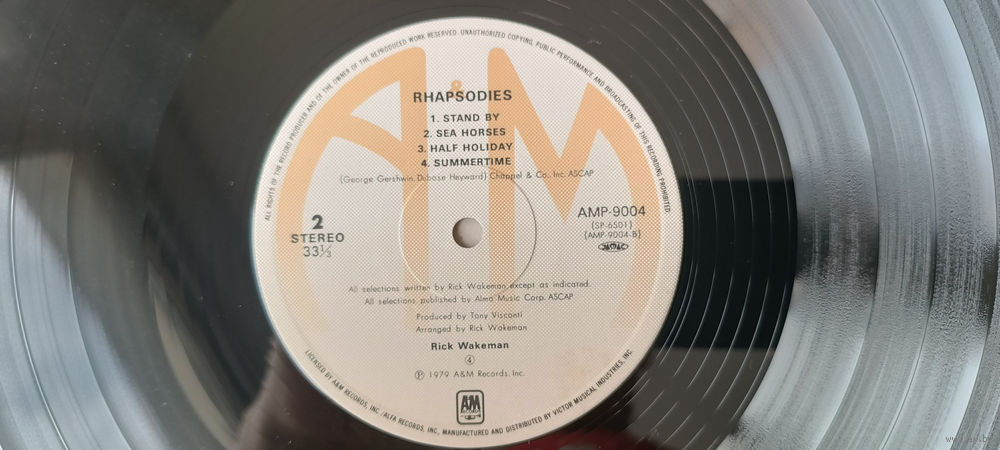 ALL RIGHTS OF THE RECORD PRODUCER AND OF THE OWNER OF THE REPRODUCED WORK RESERVED. UNAUTHORIZED COPYING, PUBLIC PERFORMANCE AND BROADCASTING OF THIS RECORDING PROHIBITED.
A&M
RHAPSODIES
1. STAND BY
2. SEA HORSES
3. HALF HOLIDAY
4. SUMMERTIME
(George Gershwin, Dubose Heyward) Chappel & Co., Inc. ASCAP
2
STEREO
33⅓
AMP-9004
(SP-6501)
(AMP-9004-B)
JASRAC
All selections written by Rick Wakeman except as indicated.
All selections published by Almo Music Corp. ASCAP
Produced by Tony Visconti
Arranged by Rick Wakeman
Rick Wakeman
④
Ⓟ 1979 A&M Records, Inc.
A&M
LICENSED BY A&M RECORDS, INC./ALFA RECORDS, INC. MANUFACTURED AND DISTRIBUTED BY VICTOR MUSICAL INDUSTRIES, INC.